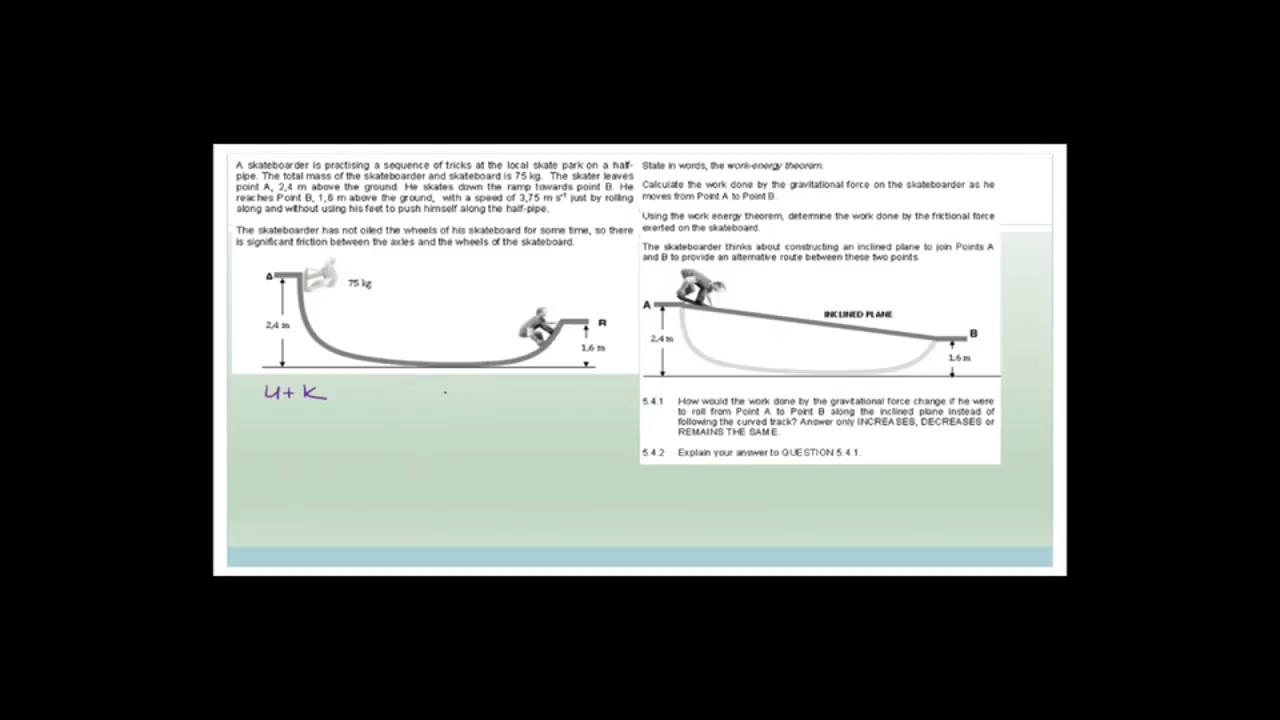 A skateboarder is practising a sequence of tricks at the local skate park on a half-
pipe. The total mass of the skateboarder and skateboard is 75 kg. The skater leaves
point A, 2,4 m above the ground. He skates down the ramp towards point B. He
reaches Point B, 1,6 m above the ground, with a speed of 3,75 m s⁻¹ just by rolling
along and without using his feet to push himself along the half-pipe.
The skateboarder has not oiled the wheels of his skateboard for some time, so there
is significant friction between the axles and the wheels of the skateboard.
A
75 kg
2,4 m
B
1,6 m
U+K
State in words, the work-energy theorem.
Calculate the work done by the gravitational force on the skateboarder as he
moves from Point A to Point B.
Using the work energy theorem, determine the work done by the frictional force
exerted on the skateboard.
The skateboarder thinks about constructing an inclined plane to join Points A
and B to provide an alternative route between these two points.
A
INCLINED PLANE
B
2,4 m
1,6 m
5.4.1 How would the work done by the gravitational force change if he were
to roll from Point A to Point B along the inclined plane instead of
following the curved track? Answer only INCREASES, DECREASES or
REMAINS THE SAME.
5.4.2 Explain your answer to QUESTION 5.4.1.